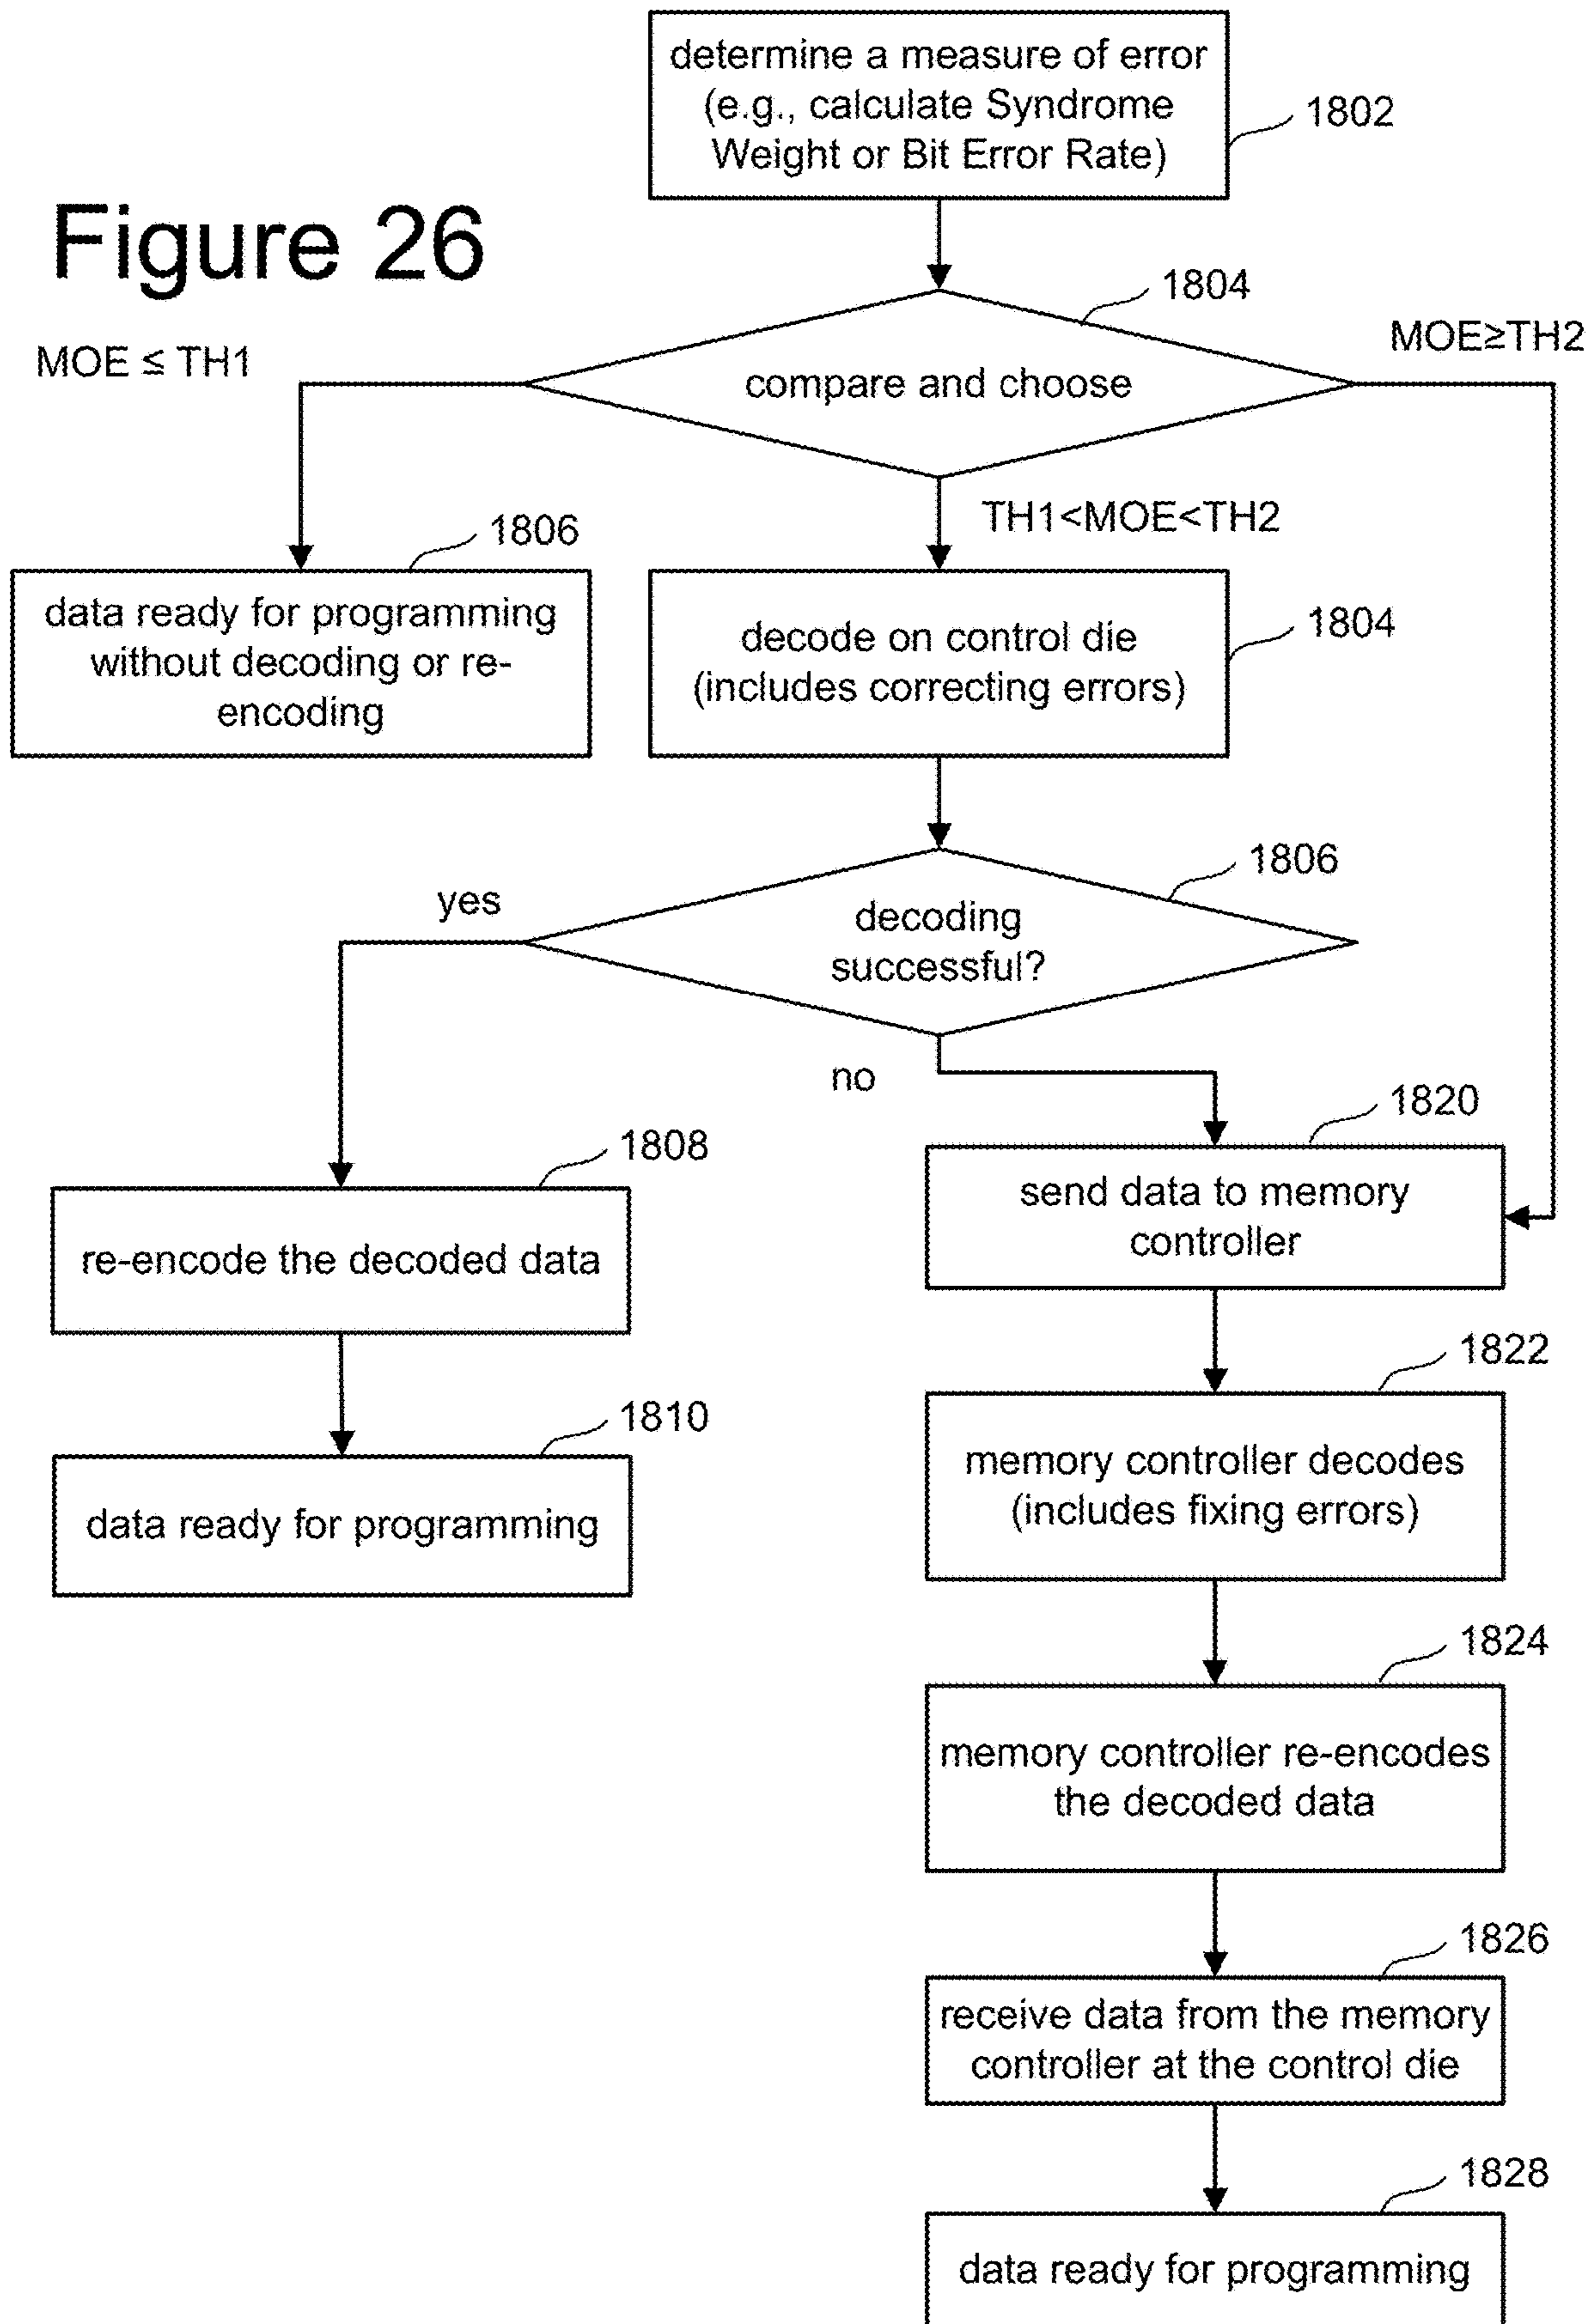 determine a measure of error
(e.g., calculate Syndrome
Weight or Bit Error Rate)
1802
Figure 26
1804
MOE ≤ TH1
MOE≥TH2
compare and choose
TH1<MOE<TH2
1806
data ready for programming
without decoding or re-
encoding
1804
decode on control die
(includes correcting errors)
1806
yes
decoding
successful?
no
1820
1808
send data to memory
controller
re-encode the decoded data
1822
1810
memory controller decodes
(includes fixing errors)
data ready for programming
1824
memory controller re-encodes
the decoded data
1826
receive data from the memory
controller at the control die
1828
data ready for programming